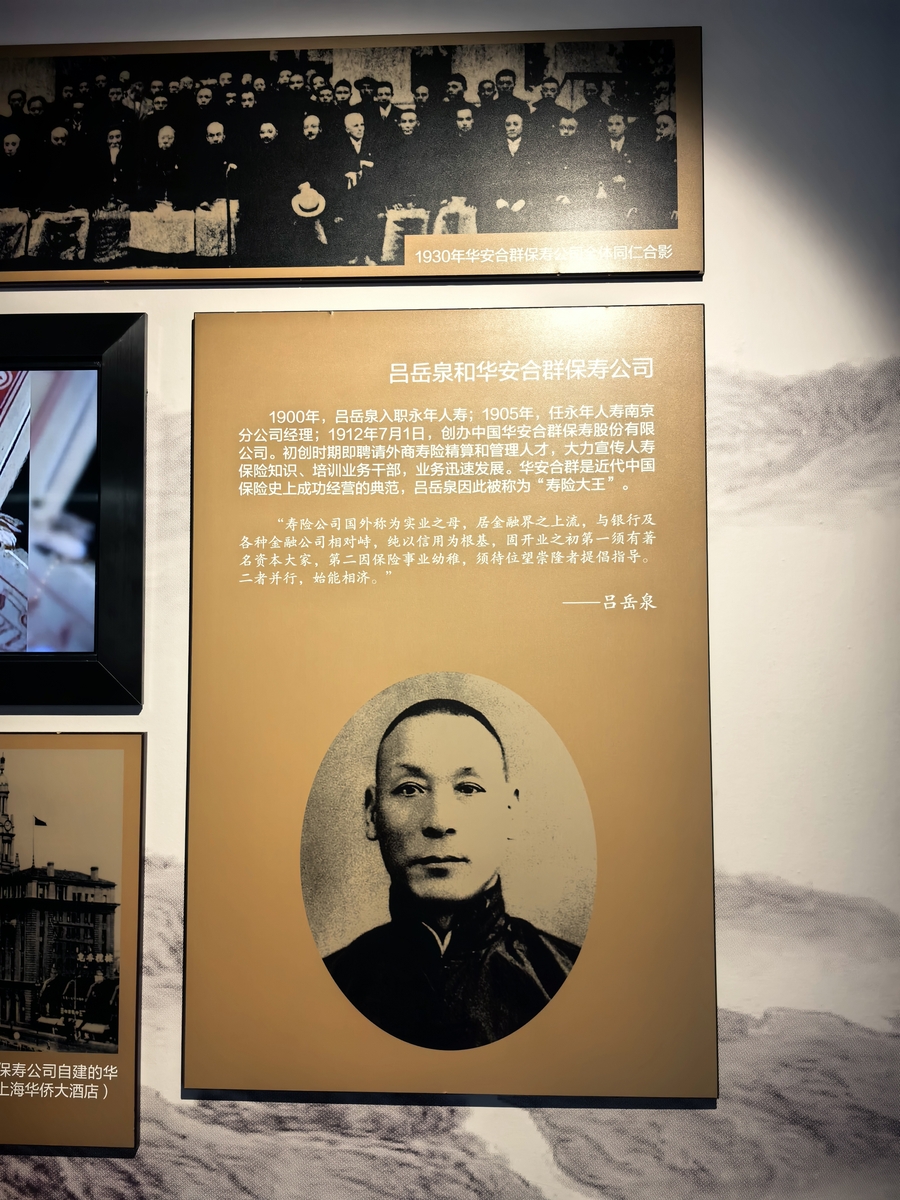 1930年华安合群保寿公司全体同仁合影
吕岳泉和华安合群保寿公司
1900年，吕岳泉入职永年人寿；1905年，任永年人寿南京
分公司经理；1912年7月1日，创办中国华安合群保寿股份有限
公司。初创时期即聘请外商寿险精算和管理人才，大力宣传人寿
保险知识、培训业务干部，业务迅速发展。华安合群是近代中国
保险史上成功经营的典范，吕岳泉因此被称为“寿险大王”。
“寿险公司国外称为实业之母，居金融界之上流，与银行及
各种金融公司相对峙，纯以信用为根基，固开业之初第一须有著
名资本大家，第二因保险事业幼稚，须待位望崇隆者提倡指导。
二者并行，始能相济。”
——吕岳泉
保寿公司自建的华
上海华侨大酒店）